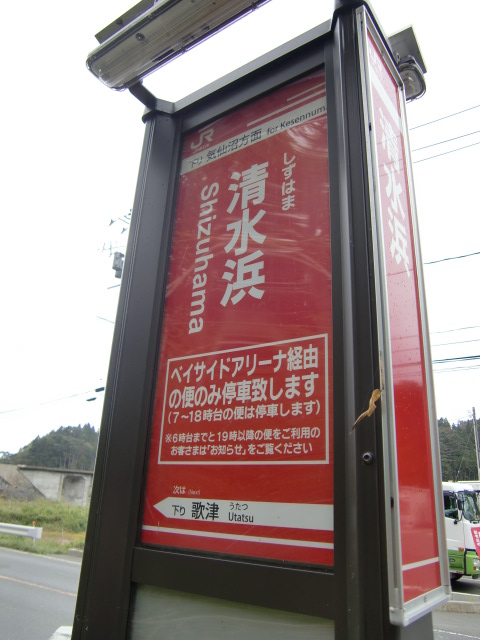 JR
下り 気仙沼方面 for Kesennuma
しずはま
清水浜
Shizuhama
ベイサイドアリーナ経由
の便のみ停車致します
(7～18時台の便は停車します)
※6時台までと19時以降の便をご利用の
お客さまは「お知らせ」をご覧ください
次は (Next)
下り 歌津 うたつ
Utatsu
清水浜